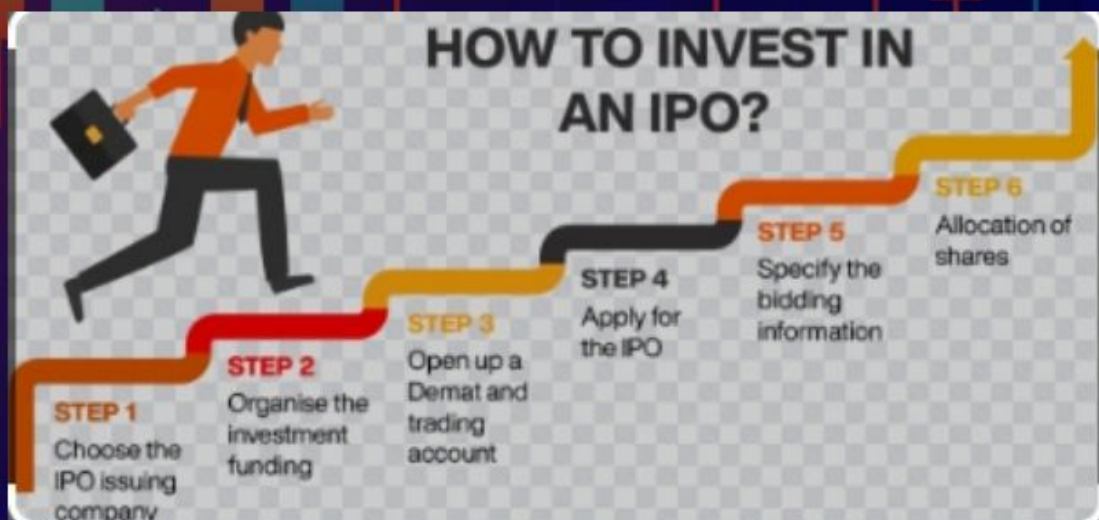 HOW TO INVEST IN
AN IPO?
STEP 1
Choose the
IPO issuing
company
STEP 2
Organise the
investment
funding
STEP 3
Open up a
Demat and
trading
account
STEP 4
Apply for
the IPO
STEP 5
Specify the
bidding
information
STEP 6
Allocation of
shares